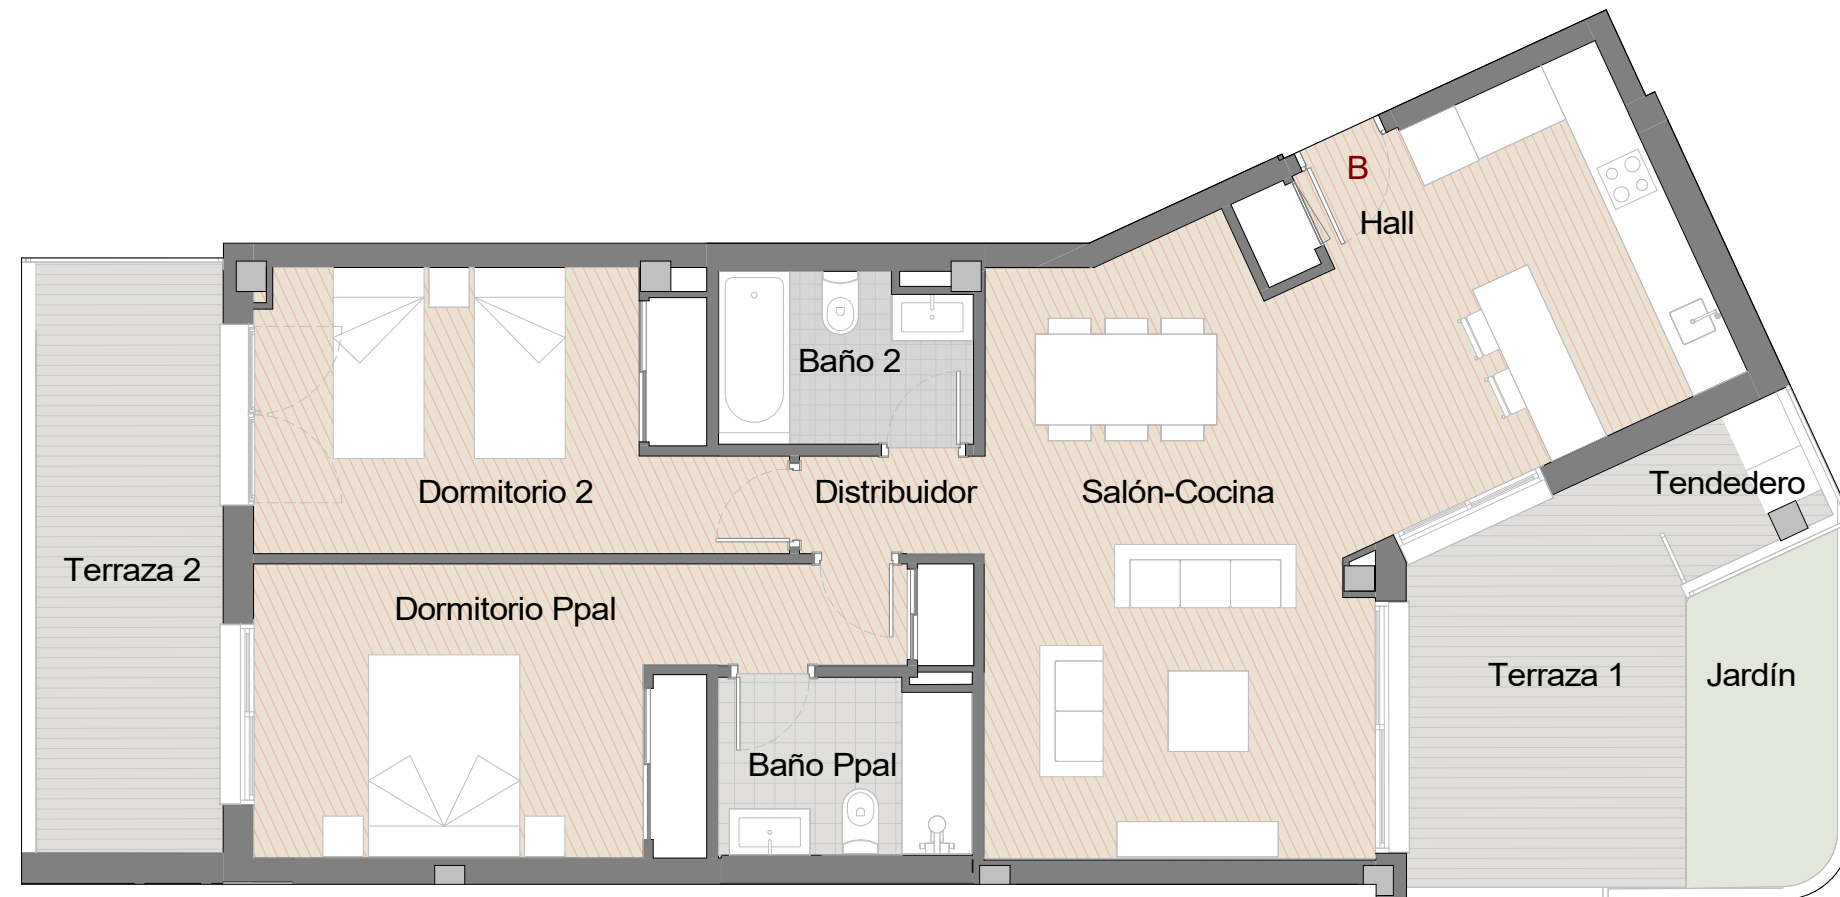 B
Hall
Baño 2
Dormitorio 2
Distribuidor
Salón-Cocina
Tendedero
Terraza 2
Dormitorio Ppal
Terraza 1
Jardín
Baño Ppal